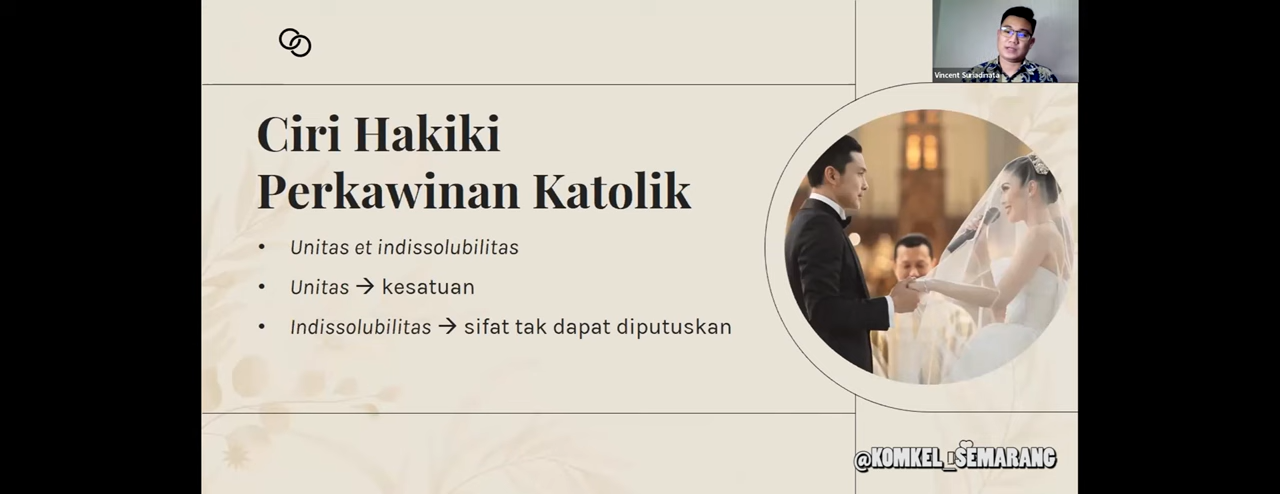 Vincent Suriadinata
Ciri Hakiki
Perkawinan Katolik
• Unitas et indissolubilitas
• Unitas → kesatuan
• Indissolubilitas → sifat tak dapat diputuskan
@KOMKEL_SEMARANG